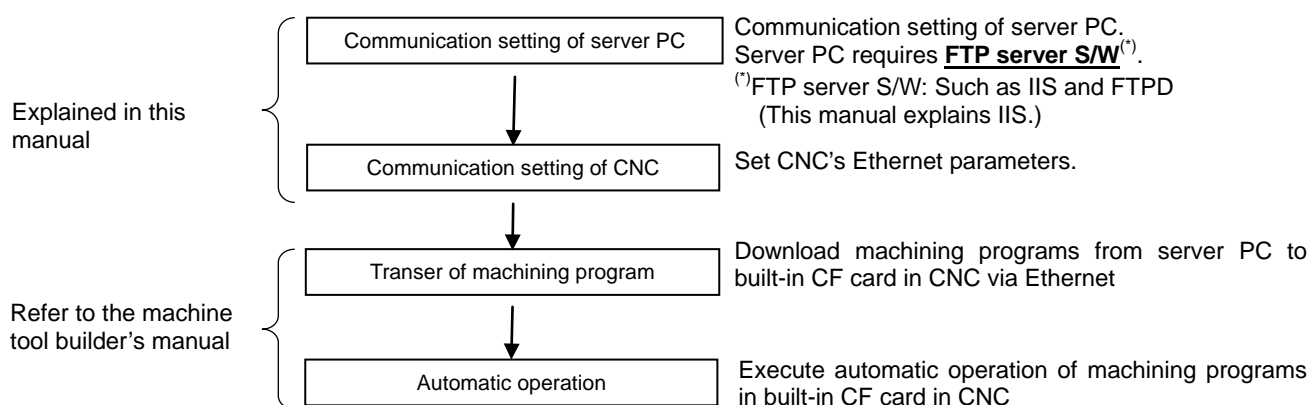 Communication setting of server PC
Communication setting of server PC.
Server PC requires FTP server S/W(*).
(*)FTP server S/W: Such as IIS and FTPD
(This manual explains IIS.)
Explained in this
manual
Communication setting of CNC
Set CNC's Ethernet parameters.
Transer of machining program
Download machining programs from server PC to
built-in CF card in CNC via Ethernet
Refer to the machine
tool builder's manual
Automatic operation
Execute automatic operation of machining programs
in built-in CF card in CNC